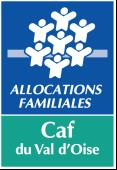 ALLOCATIONS
FAMILIALES
Caf
du Val d'Oise